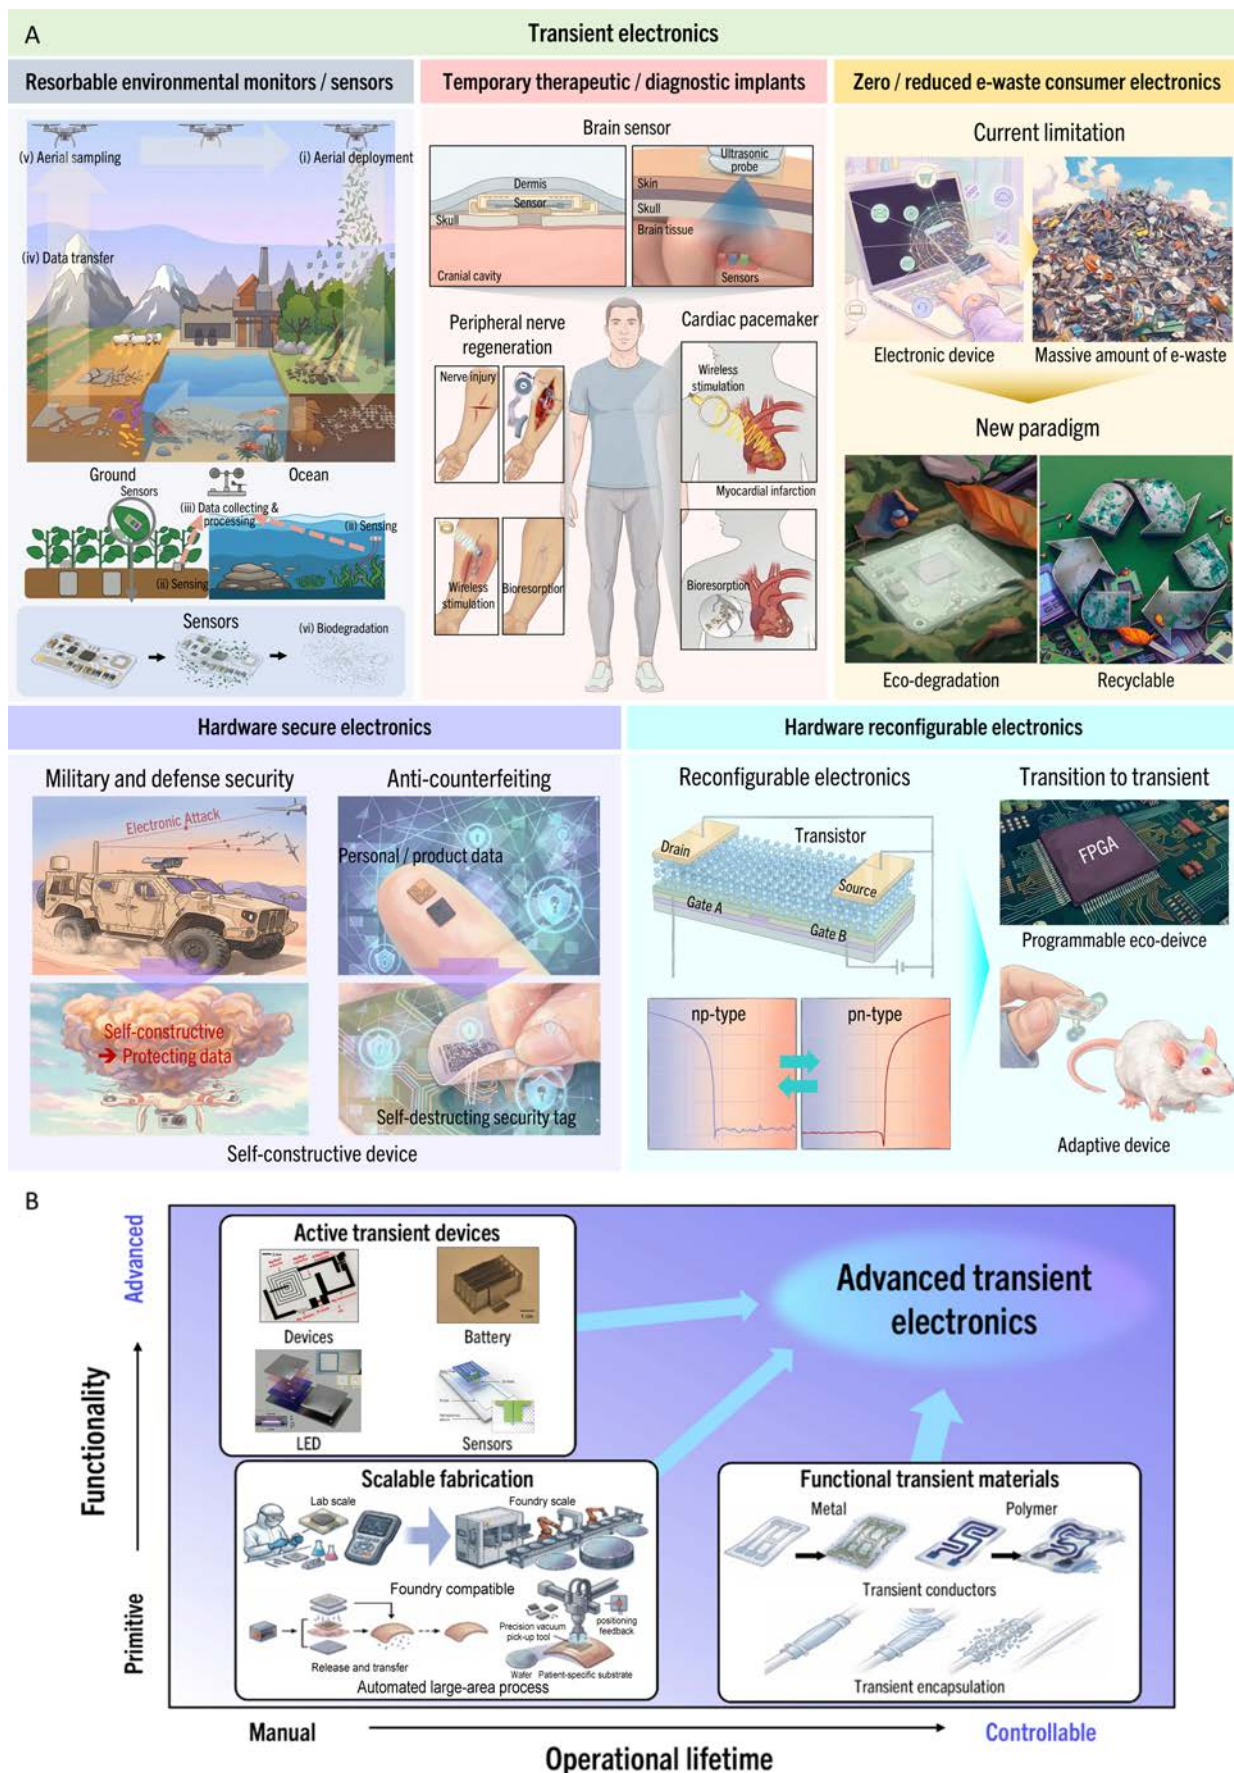 A
Transient electronics
Resorbable environmental monitors / sensors
(v) Aerial sampling
(i) Aerial deployment
(iv) Data transfer
Ground
Ocean
Sensors
(iii) Data collecting &
processing
(ii) Sensing
(ii) Sensing
Sensors
(vi) Biodegradation
Temporary therapeutic / diagnostic implants
Brain sensor
Dermis
Sensor
Skull
Cranial cavity
Ultrasonic
probe
Skin
Skull
Brain tissue
Sensors
Peripheral nerve
regeneration
Nerve injury
Wireless
stimulation
Bioresorption
Cardiac pacemaker
Wireless
stimulation
Myocardial infarction
Bioresorption
Zero / reduced e-waste consumer electronics
Current limitation
Electronic device
Massive amount of e-waste
New paradigm
Eco-degradation
Recyclable
Hardware secure electronics
Military and defense security
Electronic Attack
Self-constructive
➔ Protecting data
Anti-counterfeiting
Personal / product data
Self-destructing security tag
Self-constructive device
Hardware reconfigurable electronics
Reconfigurable electronics
Transistor
Drain
Source
Gate A
Gate B
np-type
pn-type
Transition to transient
FPGA
Programmable eco-deivce
Adaptive device
B
Functionality
Advanced
Primitive
Active transient devices
Devices
Battery
LED
Sensors
Advanced transient
electronics
Scalable fabrication
Lab scale
Foundry scale
Foundry compatible
Release and transfer
Precision vacuum
pick-up tool
positioning
feedback
Wafer
Patient-specific substrate
Automated large-area process
Functional transient materials
Metal
Polymer
Transient conductors
Transient encapsulation
Manual
Controllable
Operational lifetime